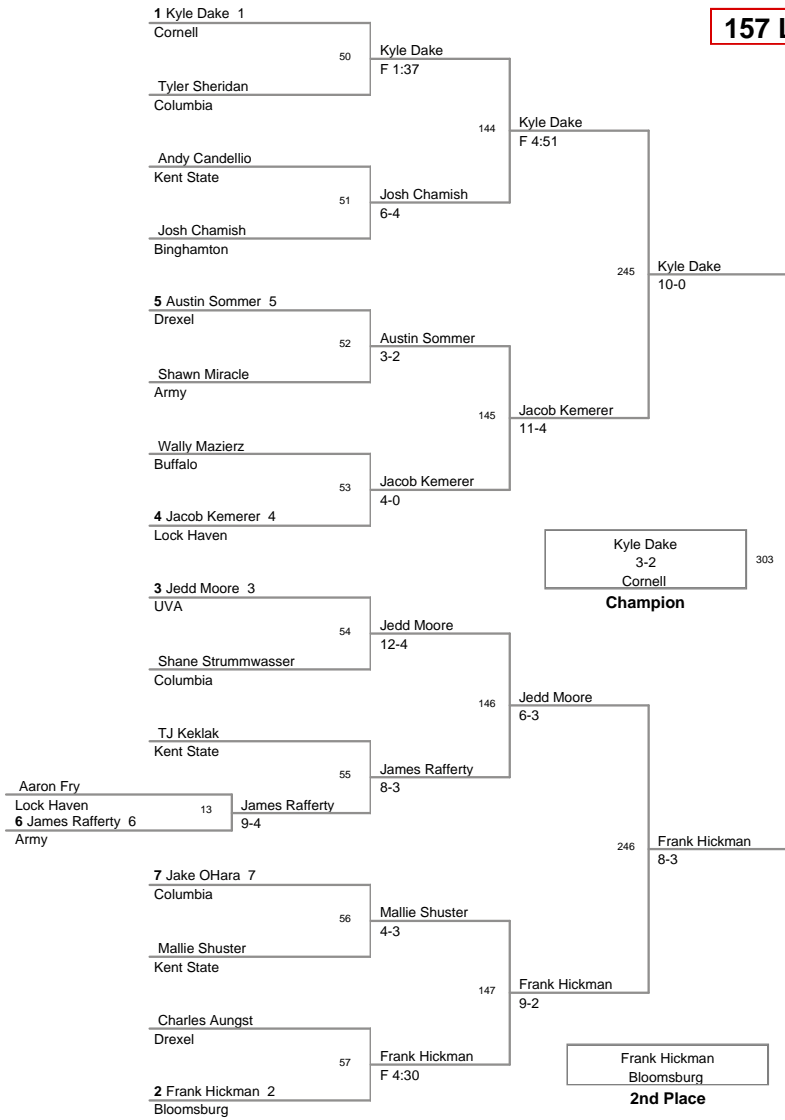 157 L
1 Kyle Dake 1
Cornell
50
Kyle Dake
F 1:37
Tyler Sheridan
Columbia
144
Kyle Dake
F 4:51
Andy Candellio
Kent State
51
Josh Chamish
6-4
Josh Chamish
Binghamton
245
Kyle Dake
10-0
5 Austin Sommer 5
Drexel
52
Austin Sommer
3-2
Shawn Miracle
Army
145
Jacob Kemerer
11-4
Wally Mazierz
Buffalo
53
Jacob Kemerer
4-0
4 Jacob Kemerer 4
Lock Haven
Kyle Dake
3-2
Cornell
303
Champion
3 Jedd Moore 3
UVA
54
Jedd Moore
12-4
Shane Strummwasser
Columbia
146
Jedd Moore
6-3
TJ Keklak
Kent State
55
James Rafferty
8-3
Aaron Fry
Lock Haven
13
James Rafferty
9-4
6 James Rafferty 6
Army
246
Frank Hickman
8-3
7 Jake OHara 7
Columbia
56
Mallie Shuster
4-3
Mallie Shuster
Kent State
147
Frank Hickman
9-2
Charles Aungst
Drexel
57
Frank Hickman
F 4:30
2 Frank Hickman 2
Bloomsburg
Frank Hickman
Bloomsburg
2nd Place